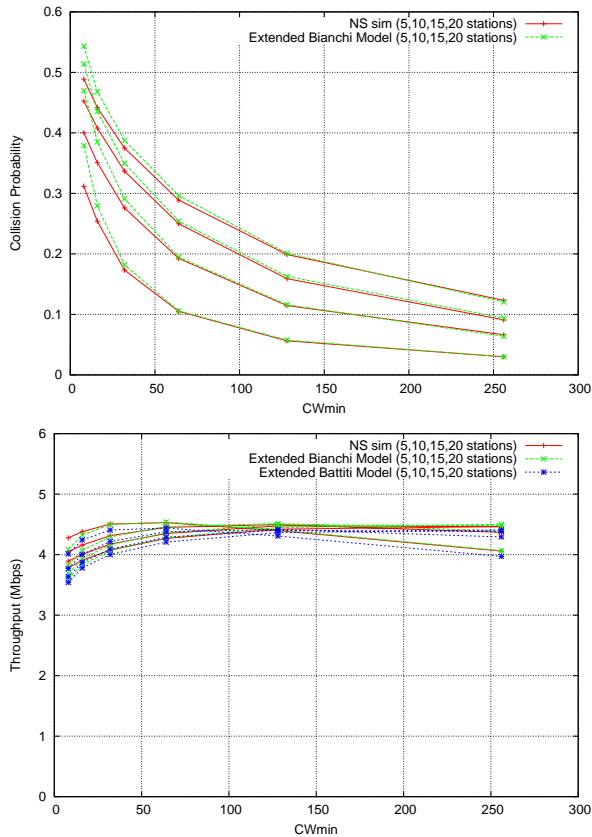 0.6
0.5
0.4
0.3
0.2
0.1
0
Collision Probability
NS sim (5,10,15,20 stations)
Extended Bianchi Model (5,10,15,20 stations)
0 50 100 150 200 250 300
CWmin
6
5
4
3
2
1
0
Throughput (Mbps)
NS sim (5,10,15,20 stations)
Extended Bianchi Model (5,10,15,20 stations)
Extended Battiti Model (5,10,15,20 stations)
0 50 100 150 200 250 300
CWmin